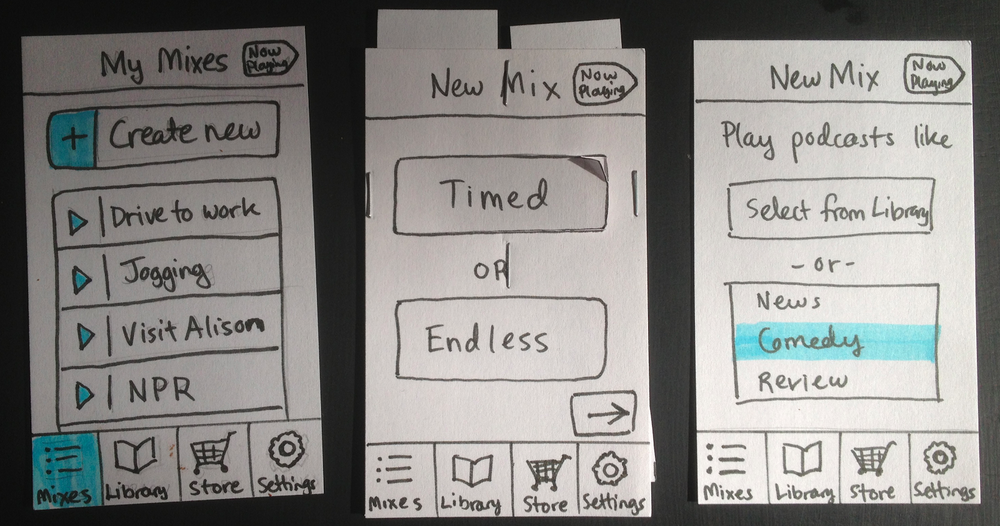 My Mixes
Now
Playing
+ Create new
Drive to work
Jogging
Visit Alison
NPR
Mixes
Library
Store
Settings
New Mix
Now
Playing
Timed
OR
Endless
Mixes
Library
Store
Settings
New Mix
Now
Playing
Play podcasts like
Select from Library
-or-
News
Comedy
Review
Mixes
Library
Store
Settings